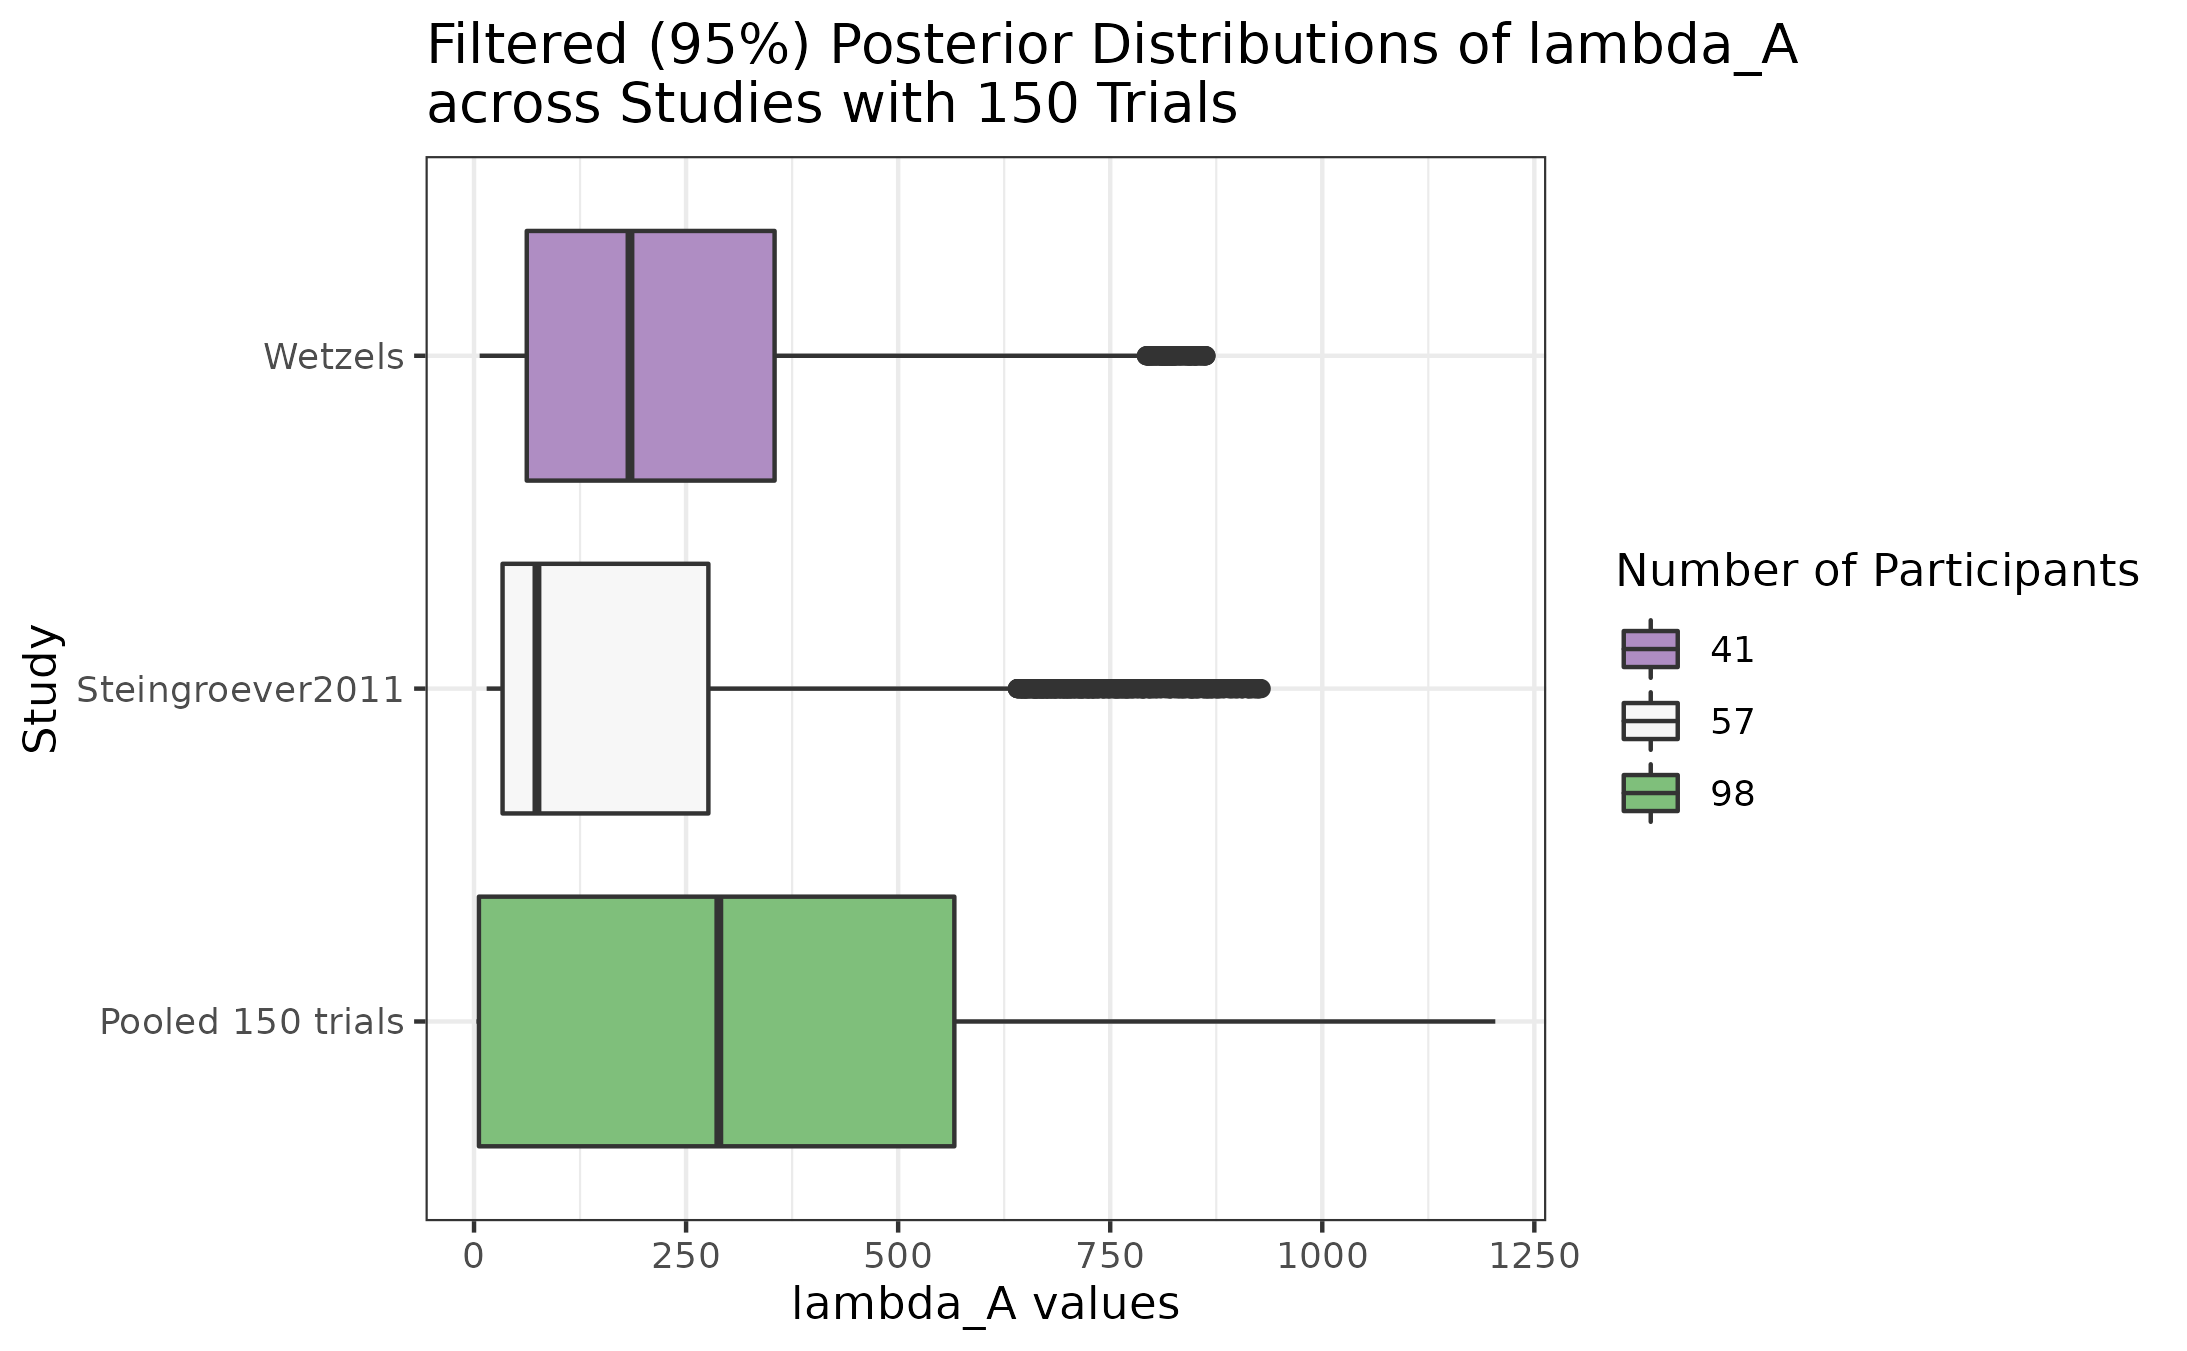 Filtered (95%) Posterior Distributions of lambda_A
across Studies with 150 Trials
Study
Wetzels
Steingroever2011
Pooled 150 trials
0 250 500 750 1000 1250
lambda_A values
Number of Participants
41
57
98